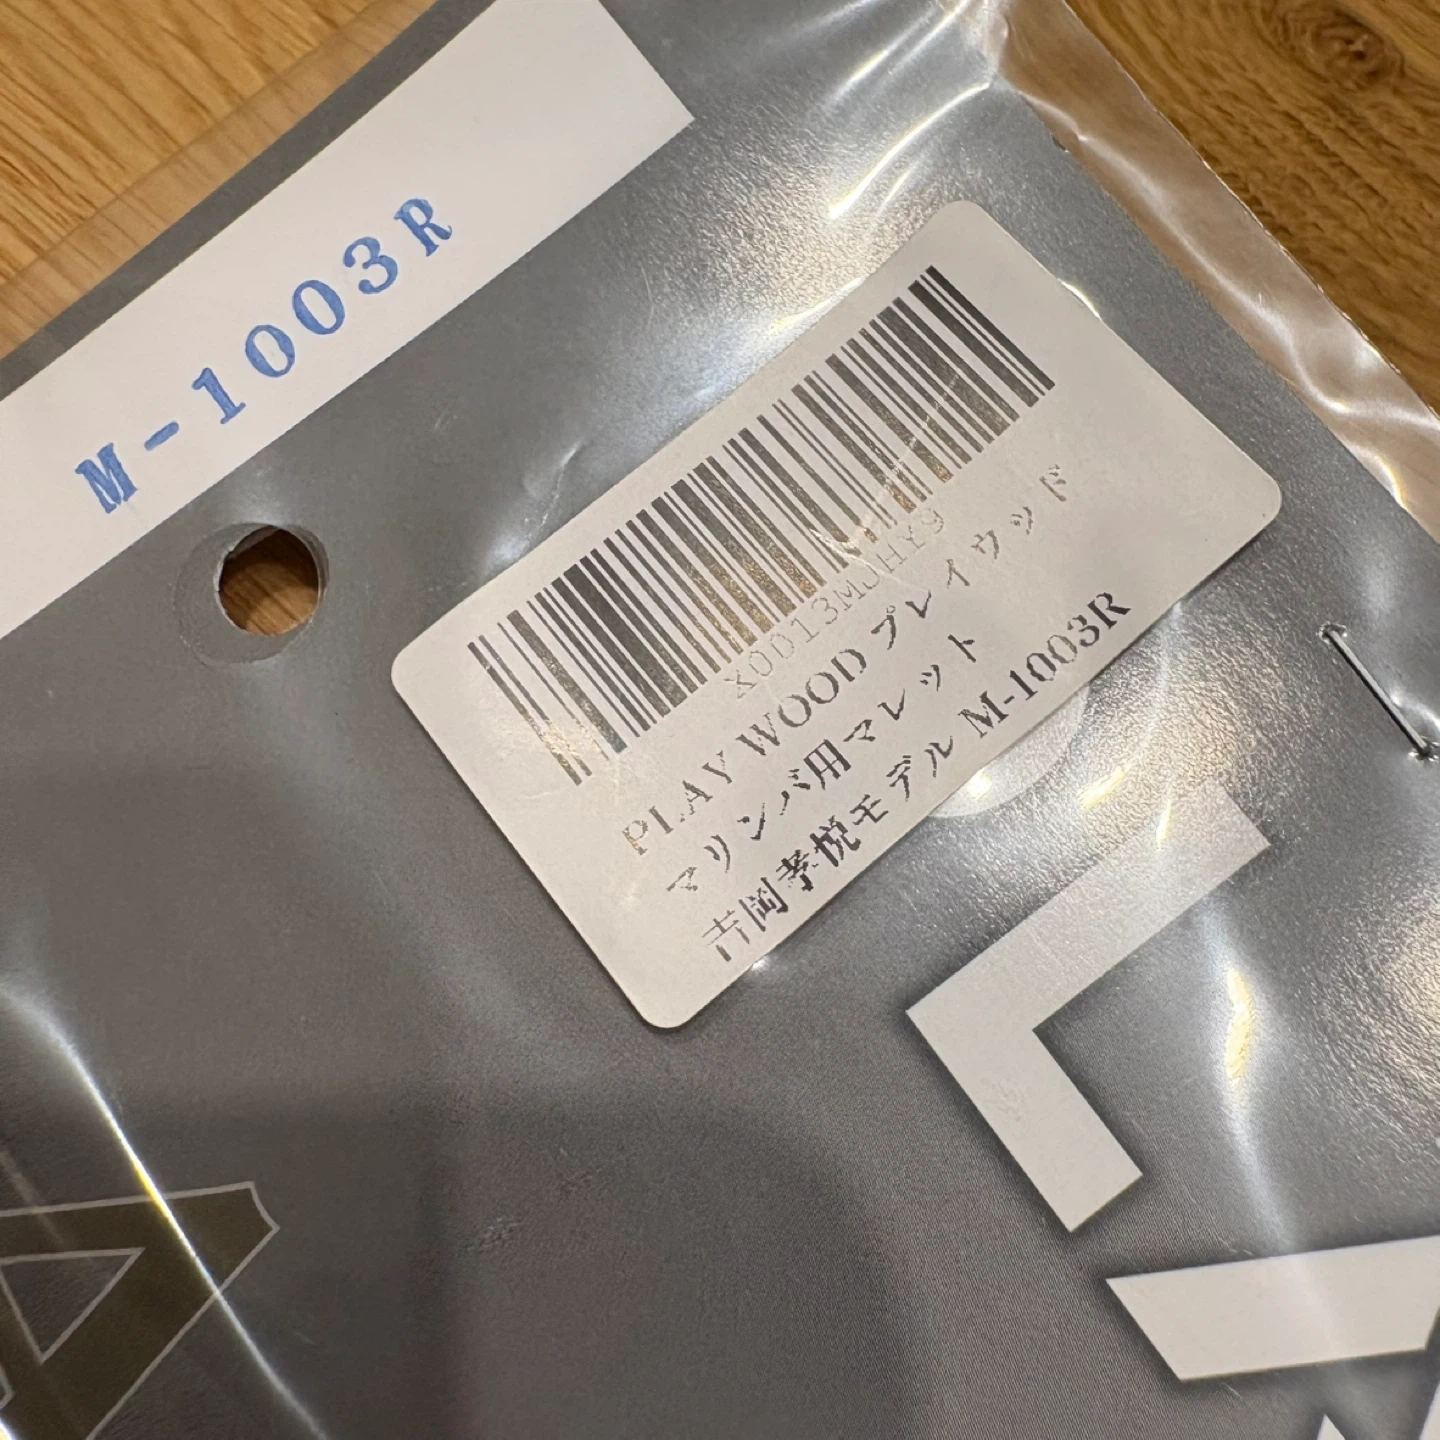 M-1003R
X0013MJHY9
PLAY WOOD プレイウッド
マリンバ用マレット
吉岡孝悦モデル M-1003R